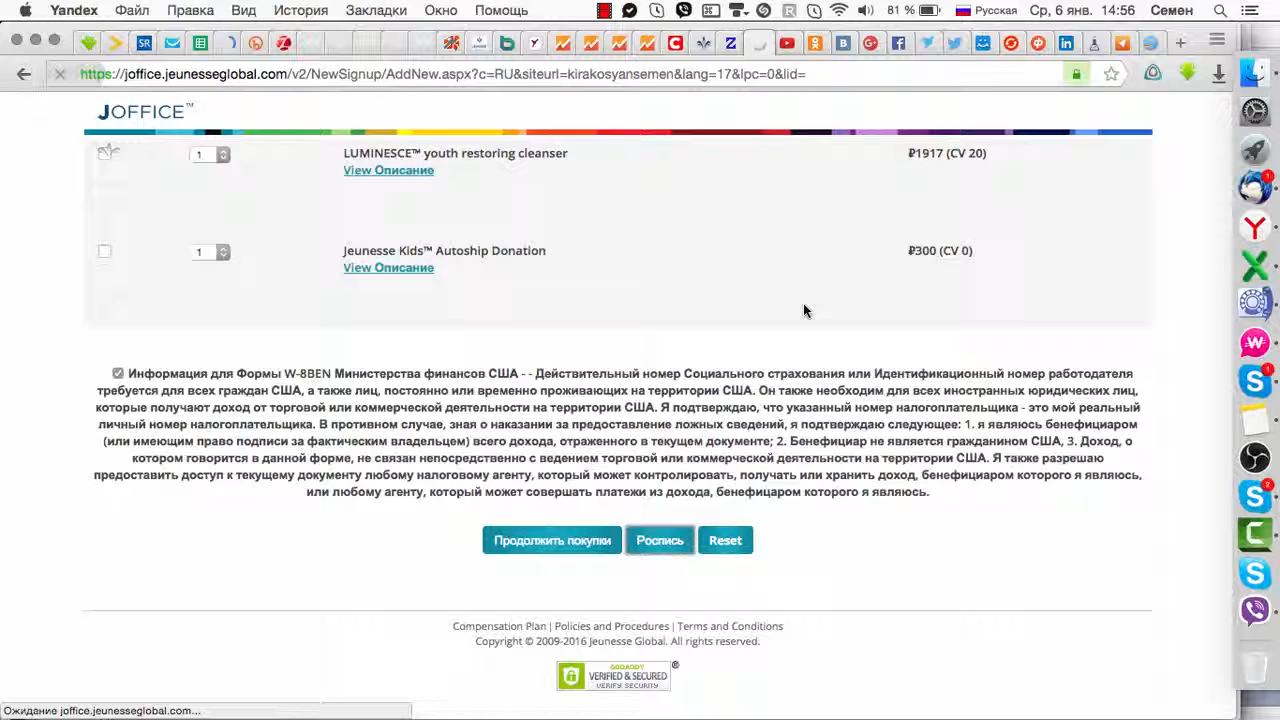 Yandex Файл Правка Вид История Закладки Окно Помощь 81 % Русская Ср, 6 янв. 14:56 Семен
https://joffice.jeunesseglobal.com/v2/NewSignup/AddNew.aspx?c=RU&siteurl=kirakosyansemen&lang=17&lpc=0&lid=
JOFFICE™
1 LUMINESCE™ youth restoring cleanser ₽1917 (CV 20)
View Описание
1 Jeunesse Kids™ Autoship Donation ₽300 (CV 0)
View Описание
Информация для Формы W-8BEN Министерства финансов США - - Действительный номер Социального страхования или Идентификационный номер работодателя
требуется для всех граждан США, а также лиц, постоянно или временно проживающих на территории США. Он также необходим для всех иностранных юридических лиц,
которые получают доход от торговой или коммерческой деятельности на территории США. Я подтверждаю, что указанный номер налогоплательщика - это мой реальный
личный номер налогоплательщика. В противном случае, зная о наказании за предоставление ложных сведений, я подтверждаю следующее: 1. я являюсь бенефициаром
(или имеющим право подписи за фактическим владельцем) всего дохода, отраженного в текущем документе; 2. Бенефициар не является гражданином США, 3. Доход, о
котором говорится в данной форме, не связан непосредственно с ведением торговой или коммерческой деятельности на территории США. Я также разрешаю
предоставить доступ к текущему документу любому налоговому агенту, который может контролировать, получать или хранить доход, бенефициаром которого я являюсь,
или любому агенту, который может совершать платежи из дохода, бенефицаром которого я являюсь.
Продолжить покупки Роспись Reset
Compensation Plan | Policies and Procedures | Terms and Conditions
Copyright © 2009-2016 Jeunesse Global. All rights reserved.
GODADDY
VERIFIED & SECURED
VERIFY SECURITY
Ожидание joffice.jeunesseglobal.com...